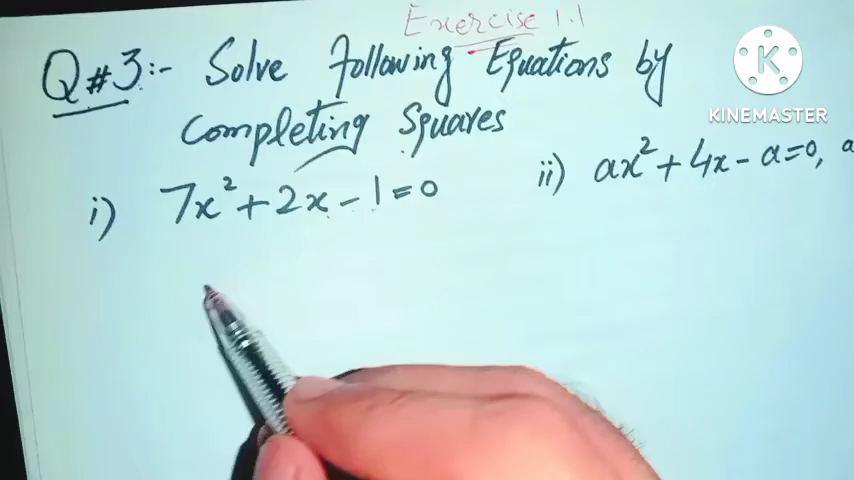 Exercise 1.1
Q#3:- Solve Following Equations by
Completing Squares
i) 7x² + 2x - 1 = 0
ii) ax² + 4x - a = 0, a
K
KINEMASTER